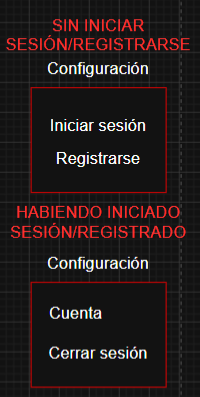 SIN INICIAR
SESIÓN/REGISTRARSE
Configuración
Iniciar sesión
Registrarse
HABIENDO INICIADO
SESIÓN/REGISTRADO
Configuración
Cuenta
Cerrar sesión